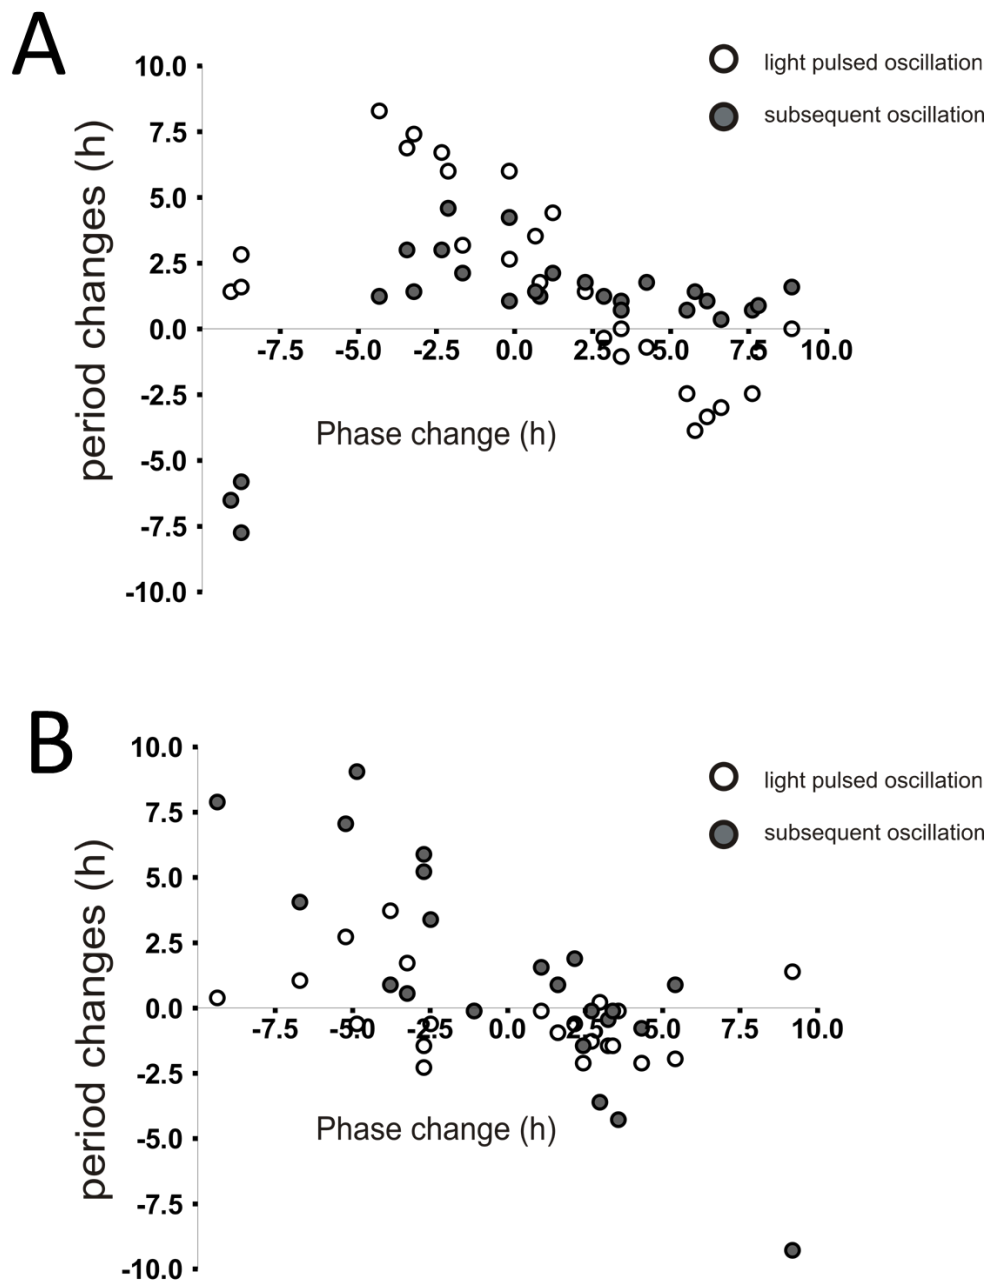 A
light pulsed oscillation
subsequent oscillation
period changes (h)
10.0
7.5
5.0
2.5
0.0
-2.5
-5.0
-7.5
-10.0
-7.5 -5.0 -2.5 0.0 2.5 5.0 7.5 10.0
Phase change (h)
B
light pulsed oscillation
subsequent oscillation
period changes (h)
10.0
7.5
5.0
2.5
0.0
-2.5
-5.0
-7.5
-10.0
-7.5 -5.0 -2.5 0.0 2.5 5.0 7.5 10.0
Phase change (h)